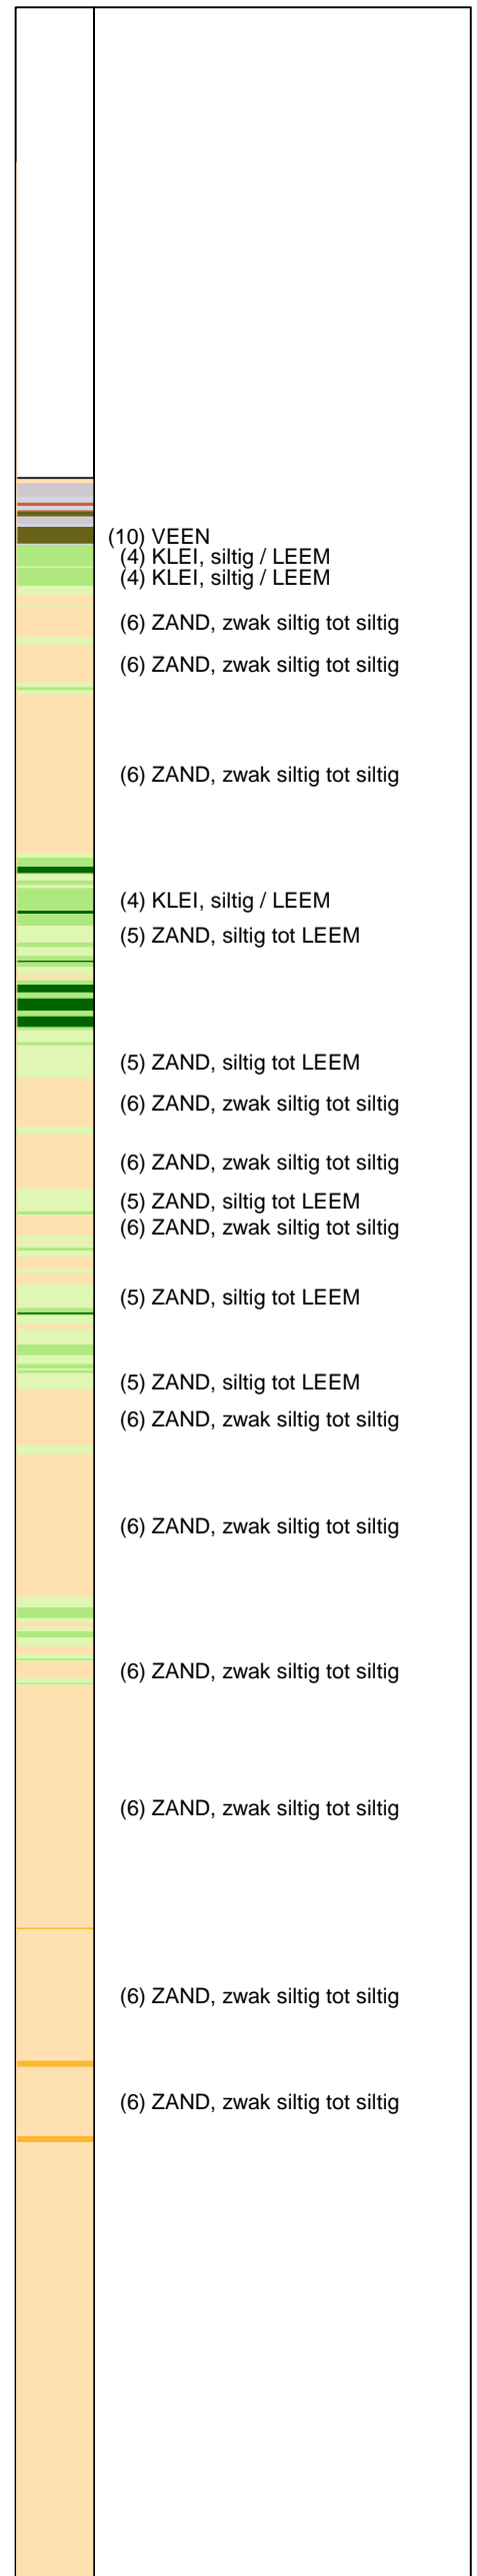 (10) VEEN
(4) KLEI, siltig / LEEM
(4) KLEI, siltig / LEEM
(6) ZAND, zwak siltig tot siltig
(6) ZAND, zwak siltig tot siltig
(6) ZAND, zwak siltig tot siltig
(4) KLEI, siltig / LEEM
(5) ZAND, siltig tot LEEM
(5) ZAND, siltig tot LEEM
(6) ZAND, zwak siltig tot siltig
(6) ZAND, zwak siltig tot siltig
(5) ZAND, siltig tot LEEM
(6) ZAND, zwak siltig tot siltig
(5) ZAND, siltig tot LEEM
(5) ZAND, siltig tot LEEM
(6) ZAND, zwak siltig tot siltig
(6) ZAND, zwak siltig tot siltig
(6) ZAND, zwak siltig tot siltig
(6) ZAND, zwak siltig tot siltig
(6) ZAND, zwak siltig tot siltig
(6) ZAND, zwak siltig tot siltig